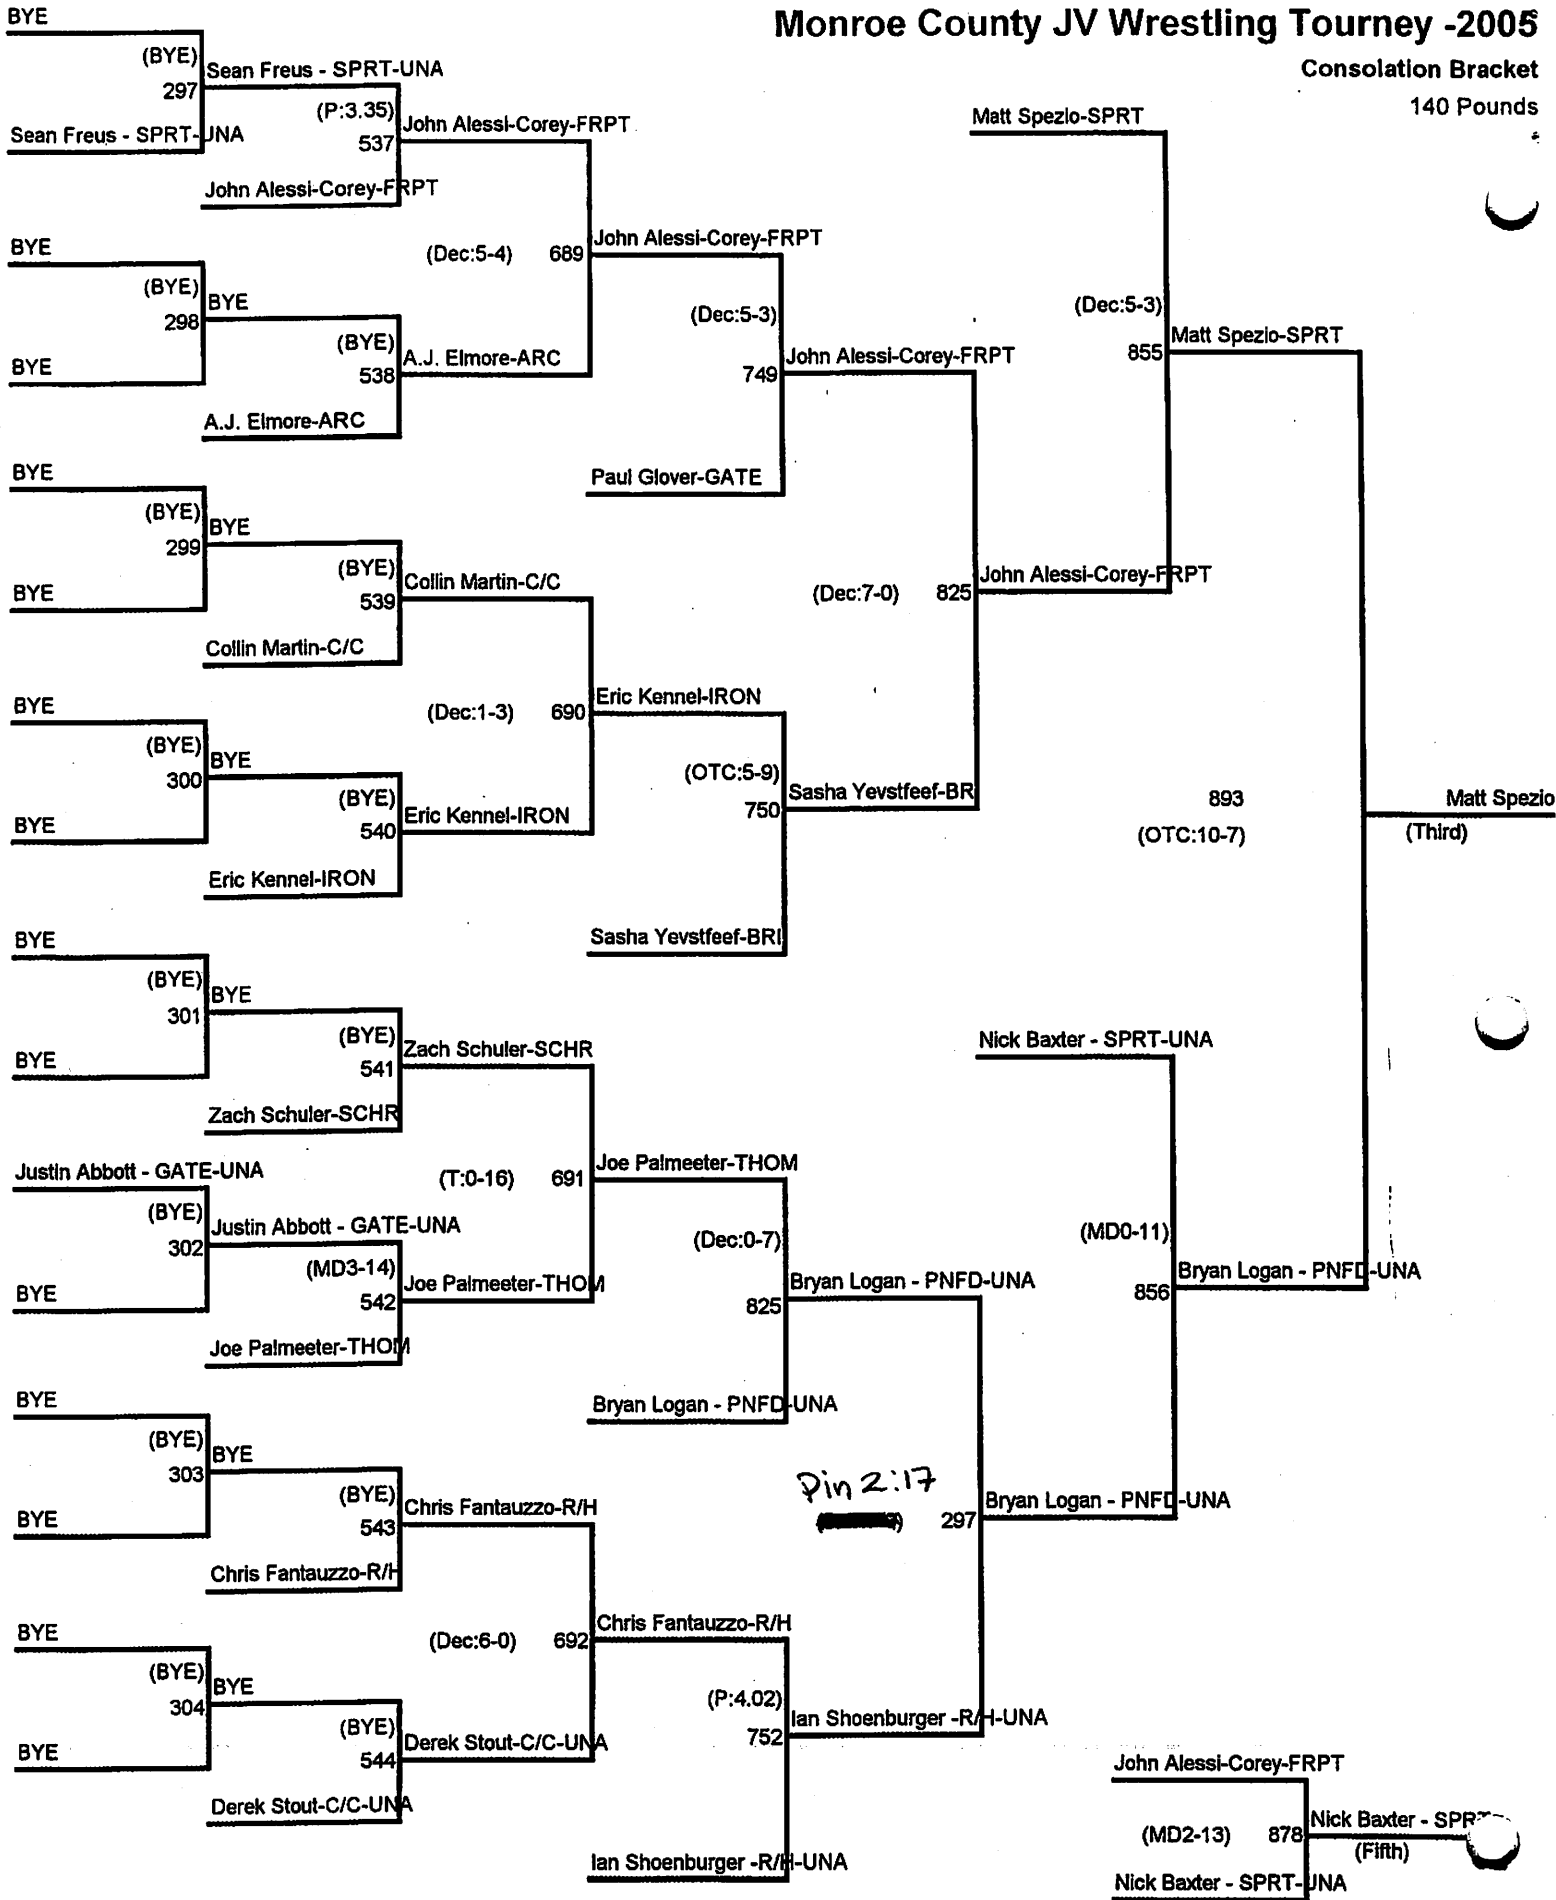 Monroe County JV Wrestling Tourney -2005
Consolation Bracket
140 Pounds
BYE
(BYE)
297
Sean Freus - SPRT-UNA
Sean Freus - SPRT-UNA
(P:3.35)
537
John Alessi-Corey-FRPT
John Alessi-Corey-FRPT
BYE
(BYE)
298
BYE
BYE
(BYE)
538
A.J. Elmore-ARC
A.J. Elmore-ARC
(Dec:5-4)
689
John Alessi-Corey-FRPT
(Dec:5-3)
749
John Alessi-Corey-FRPT
Paul Glover-GATE
BYE
(BYE)
299
BYE
BYE
(BYE)
539
Collin Martin-C/C
Collin Martin-C/C
(Dec:1-3)
690
Eric Kennel-IRON
BYE
(BYE)
300
BYE
BYE
(BYE)
540
Eric Kennel-IRON
Eric Kennel-IRON
(OTC:5-9)
750
Sasha Yevstfeef-BR
Sasha Yevstfeef-BRI
(Dec:7-0)
825
John Alessi-Corey-FRPT
Matt Spezio-SPRT
(Dec:5-3)
855
Matt Spezio-SPRT
893
(OTC:10-7)
Matt Spezio
(Third)
BYE
(BYE)
301
BYE
BYE
(BYE)
541
Zach Schuler-SCHR
Zach Schuler-SCHR
(T:0-16)
691
Joe Palmeeter-THOM
Justin Abbott - GATE-UNA
(BYE)
302
Justin Abbott - GATE-UNA
BYE
(MD3-14)
542
Joe Palmeeter-THOM
Joe Palmeeter-THOM
(Dec:0-7)
825
Bryan Logan - PNFD-UNA
Bryan Logan - PNFD-UNA
Nick Baxter - SPRT-UNA
(MD0-11)
856
Bryan Logan - PNFD-UNA
BYE
(BYE)
303
BYE
BYE
(BYE)
543
Chris Fantauzzo-R/H
Chris Fantauzzo-R/H
Pin 2:17
297
Bryan Logan - PNFD-UNA
(Dec:6-0)
692
Chris Fantauzzo-R/H
BYE
(BYE)
304
BYE
BYE
(BYE)
544
Derek Stout-C/C-UNA
Derek Stout-C/C-UNA
(P:4.02)
752
Ian Shoenburger -R/H-UNA
Ian Shoenburger -R/H-UNA
John Alessi-Corey-FRPT
(MD2-13)
878
Nick Baxter - SPRT
(Fifth)
Nick Baxter - SPRT-UNA